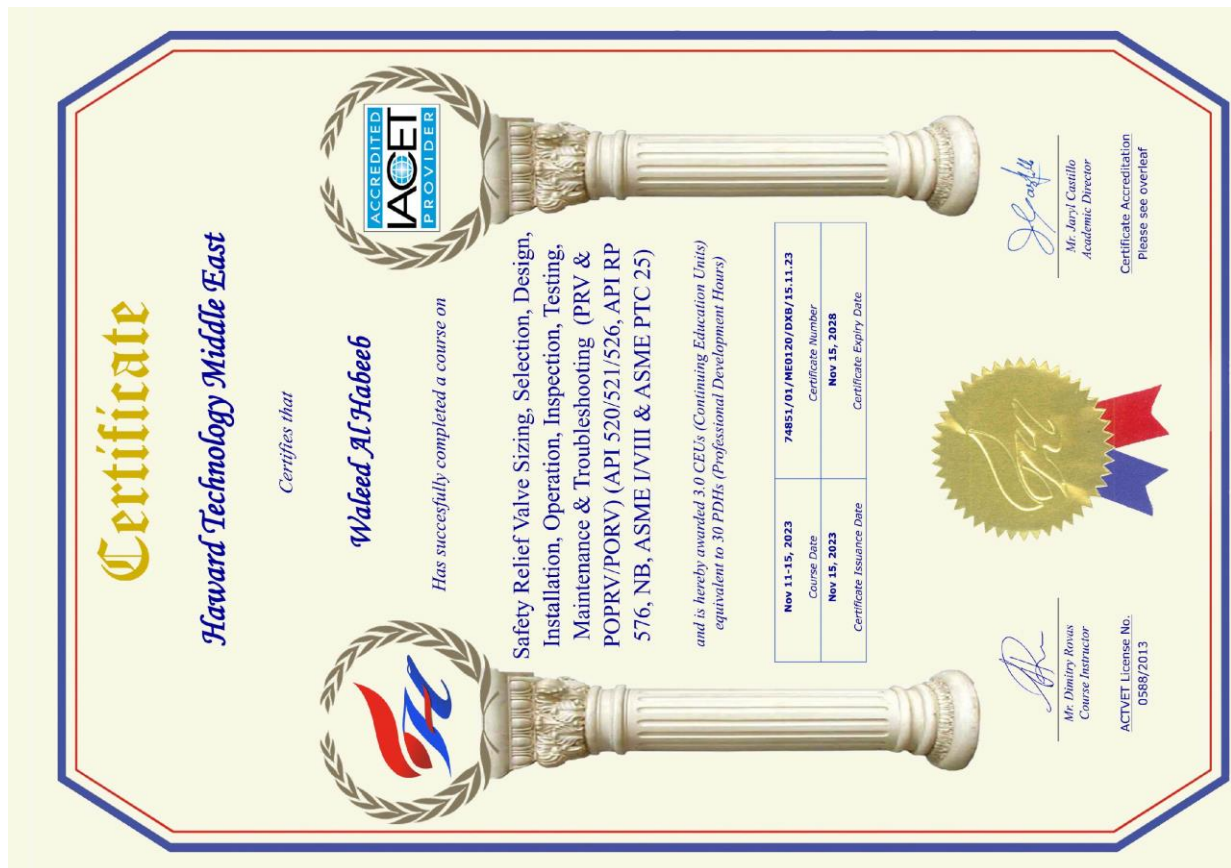 Certificate
Haward Technology Middle East
Certifies that
Waleed Al Habeeb
Has succesfully completed a course on
Safety Relief Valve Sizing, Selection, Design,
Installation, Operation, Inspection, Testing,
Maintenance & Troubleshooting (PRV &
POPRV/PORV) (API 520/521/526, API RP
576, NB, ASME I/VIII & ASME PTC 25)
and is hereby awarded 3.0 CEUs (Continuing Education Units)
equivalent to 30 PDHs (Professional Development Hours)
Nov 11-15, 2023
Course Date
74851/01/ME0120/DXB/15.11.23
Certificate Number
Nov 15, 2023
Certificate Issuance Date
Nov 15, 2028
Certificate Expiry Date
ACCREDITED
IACET
PROVIDER
Mr. Dimitry Rovas
Course Instructor
ACTVET License No.
0588/2013
Mr. Jaryl Castillo
Academic Director
Certificate Accreditation
Please see overleaf